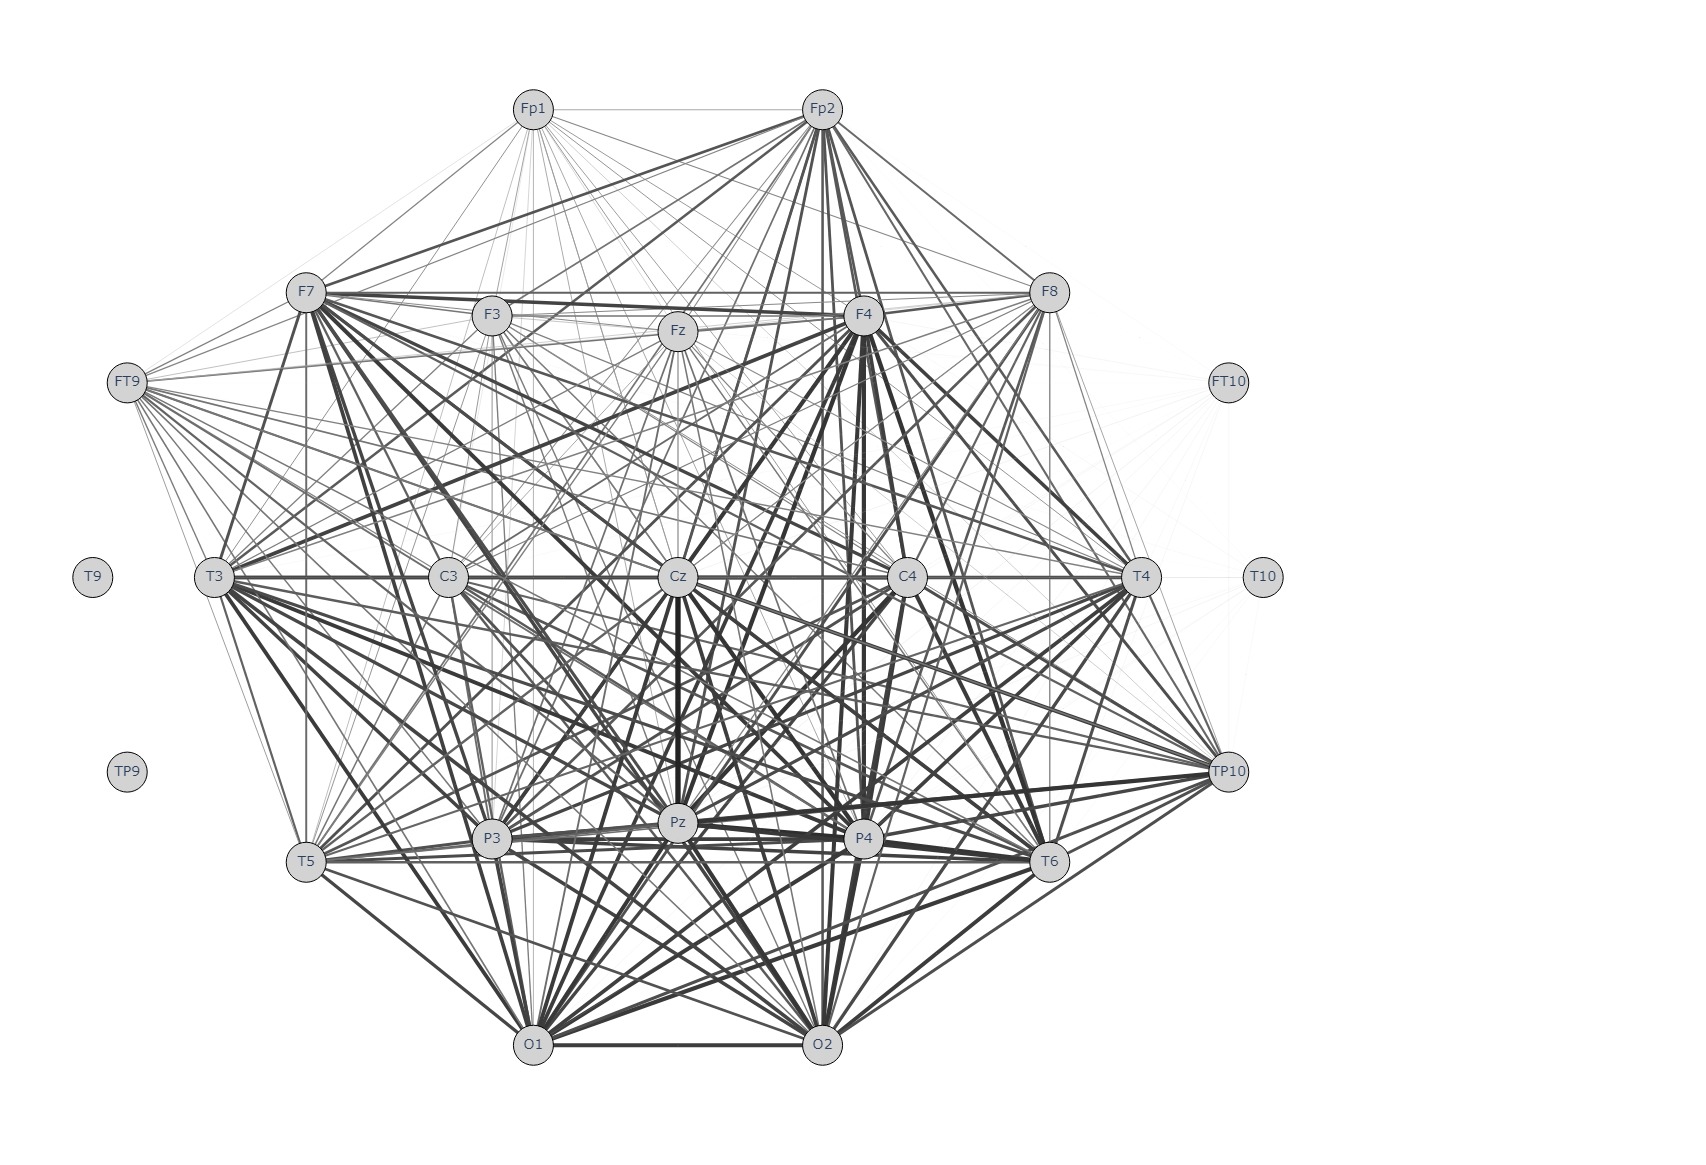 Fp1 Fp2
F7 F3 Fz F4 F8
FT9 FT10
T9 T3 C3 Cz C4 T4 T10
TP9 TP10
T5 P3 Pz P4 T6
O1 O2